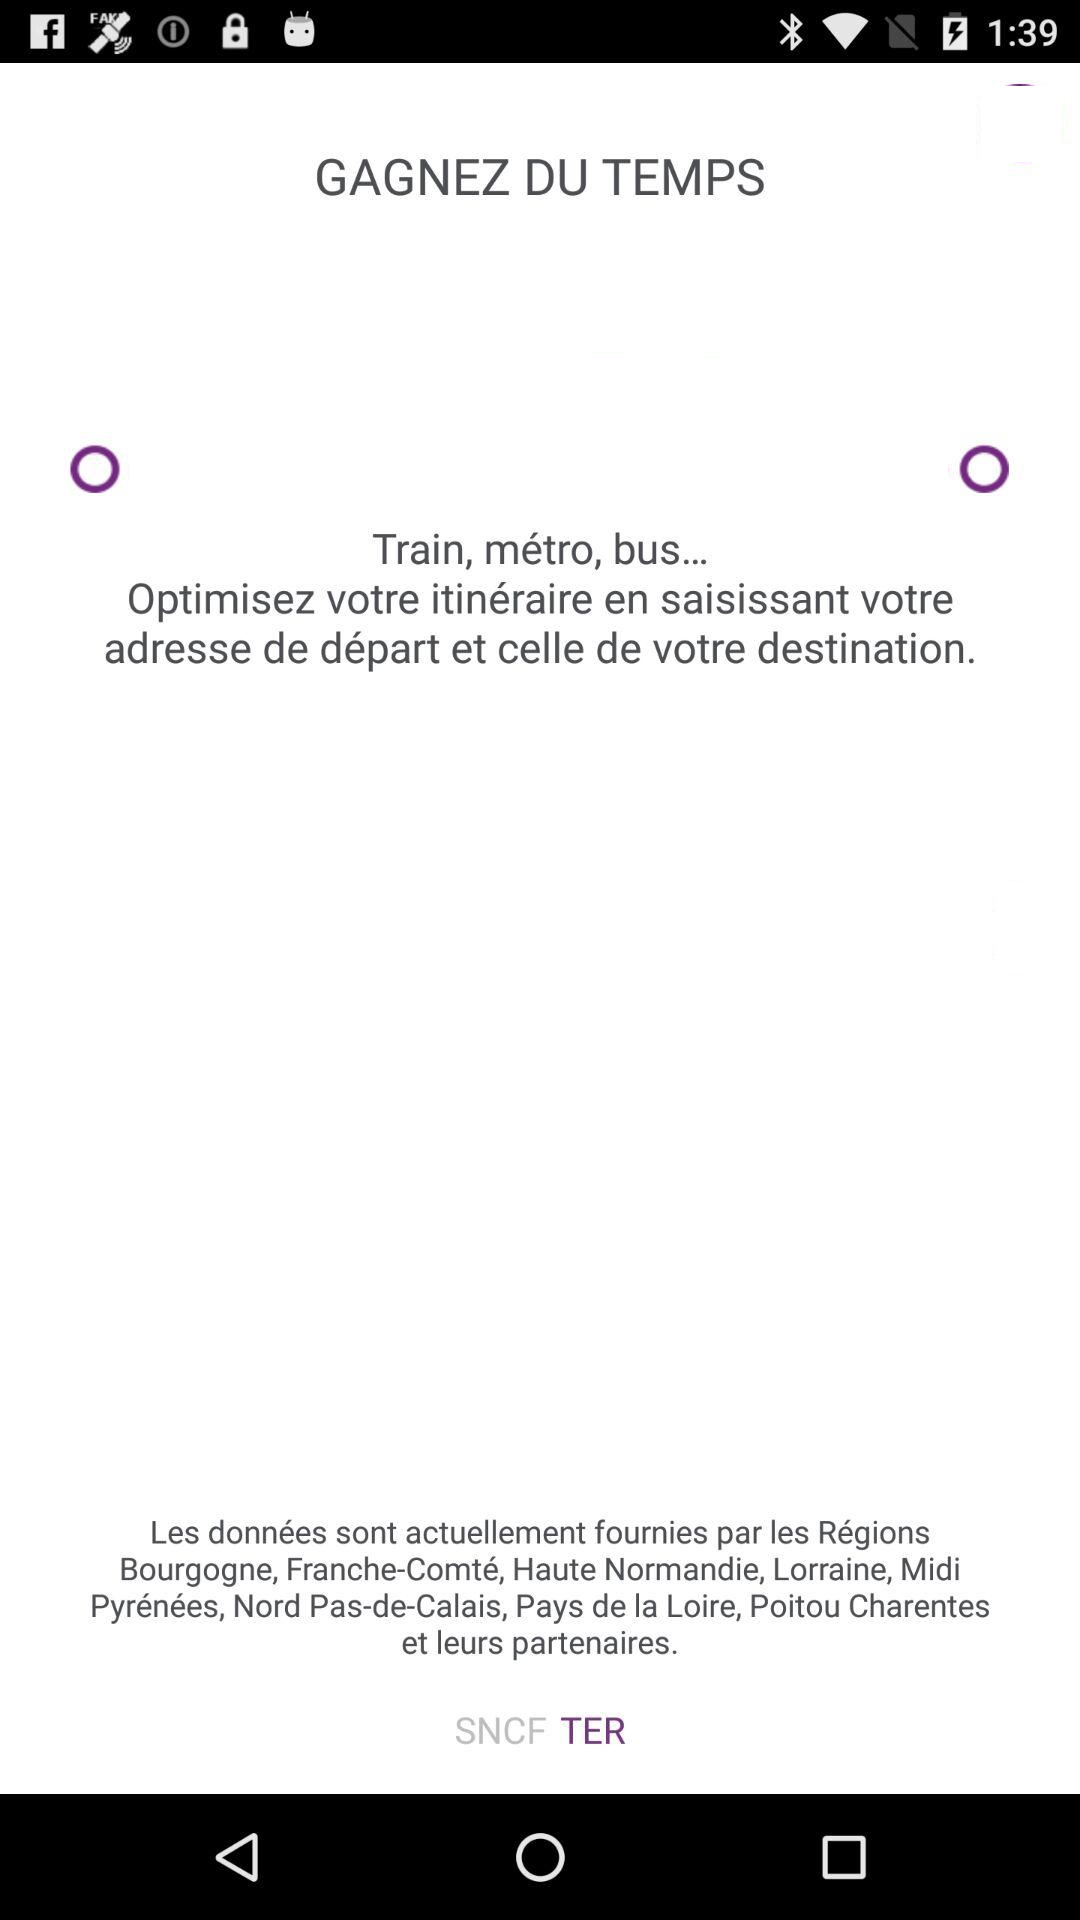 FAKE
1:39
GAGNEZ DU TEMPS
Train, métro, bus...
Optimisez votre itinéraire en saisissant votre
adresse de départ et celle de votre destination.
Les données sont actuellement fournies par les Régions
Bourgogne, Franche-Comté, Haute Normandie, Lorraine, Midi
Pyrénées, Nord Pas-de-Calais, Pays de la Loire, Poitou Charentes
et leurs partenaires.
SNCF TER